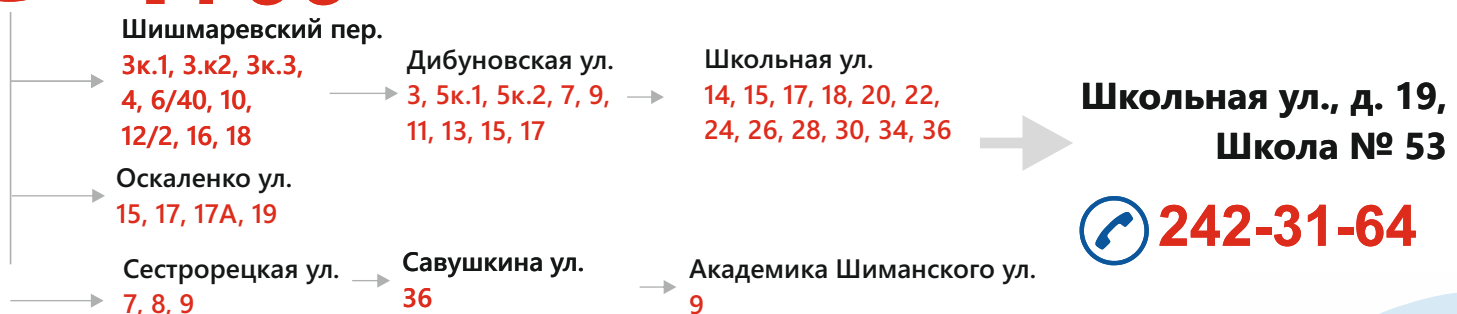 Шишмаревский пер.
3к.1, 3.к2, 3к.3,
4, 6/40, 10,
12/2, 16, 18
Дибуновская ул.
3, 5к.1, 5к.2, 7, 9,
11, 13, 15, 17
Школьная ул.
14, 15, 17, 18, 20, 22,
24, 26, 28, 30, 34, 36
Школьная ул., д. 19,
Школа № 53
242-31-64
Оскаленко ул.
15, 17, 17А, 19
Сестрорецкая ул.
7, 8, 9
Савушкина ул.
36
Академика Шиманского ул.
9